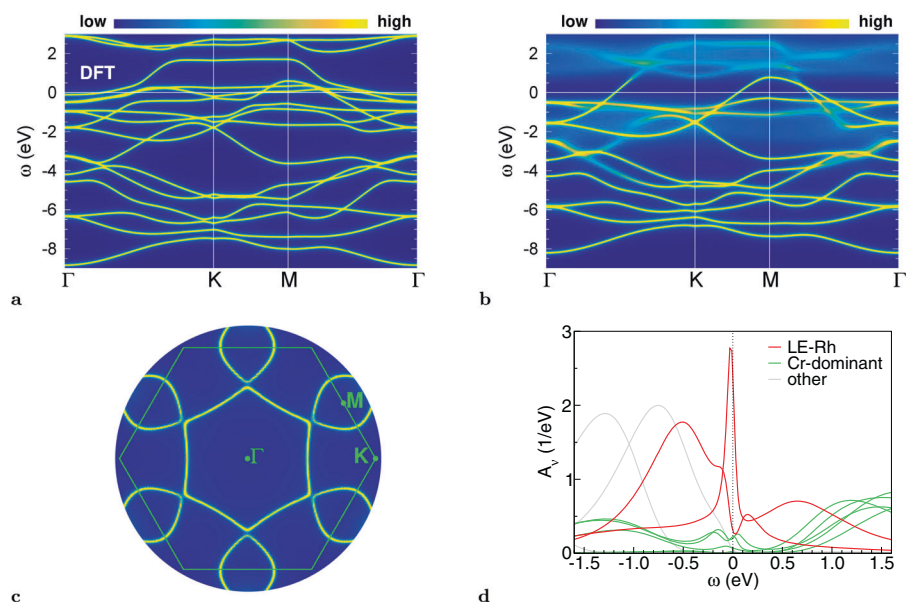 low high
low high
DFT
ω (eV)
2
0
-2
-4
-6
-8
Γ K M Γ
a
ω (eV)
2
0
-2
-4
-6
-8
Γ K M Γ
b
M
Γ
K
c
A_ν (1/eV)
3
2
1
0
LE-Rh
Cr-dominant
other
-1.5 -1.0 -0.5 0 0.5 1.0 1.5
ω (eV)
d